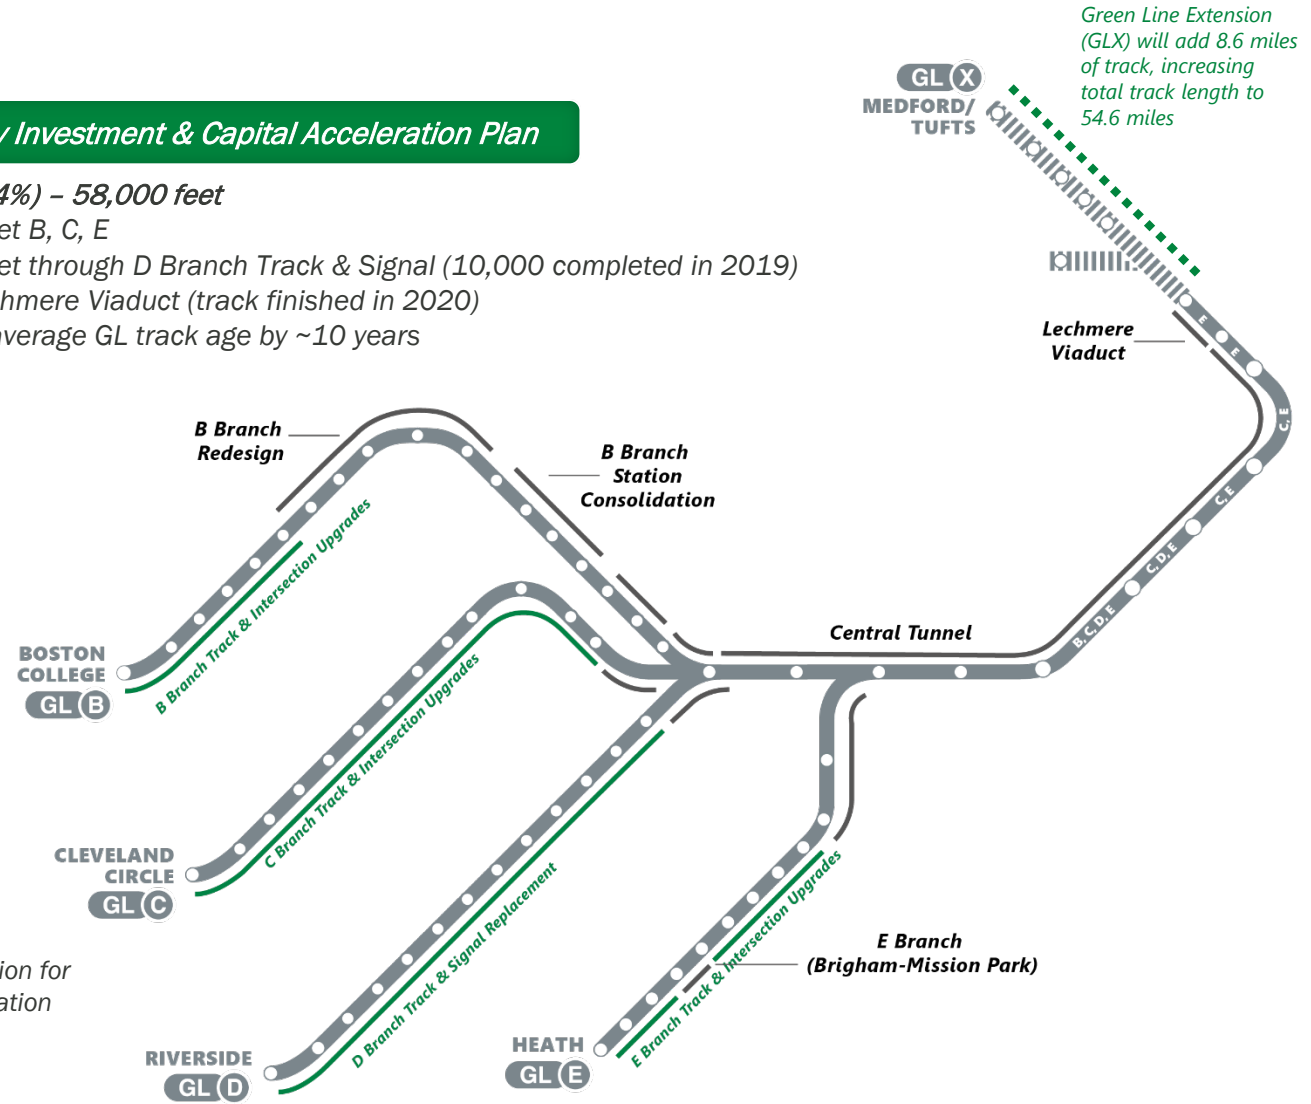 Green Line Extension
(GLX) will add 8.6 miles
of track, increasing
total track length to
54.6 miles
GL X
MEDFORD/
TUFTS
Investment & Capital Acceleration Plan
4%) – 58,000 feet
et B, C, E
et through D Branch Track & Signal (10,000 completed in 2019)
hmere Viaduct (track finished in 2020)
average GL track age by ~10 years
Lechmere
Viaduct
E
E
C, E
C, E
C, D, E
B, C, D, E
B Branch
Redesign
B Branch
Station
Consolidation
B Branch Track & Intersection Upgrades
Central Tunnel
BOSTON
COLLEGE
GL B
C Branch Track & Intersection Upgrades
CLEVELAND
CIRCLE
GL C
D Branch Track & Signal Replacement
E Branch Track & Intersection Upgrades
E Branch
(Brigham-Mission Park)
ion for
ation
RIVERSIDE
GL D
HEATH
GL E